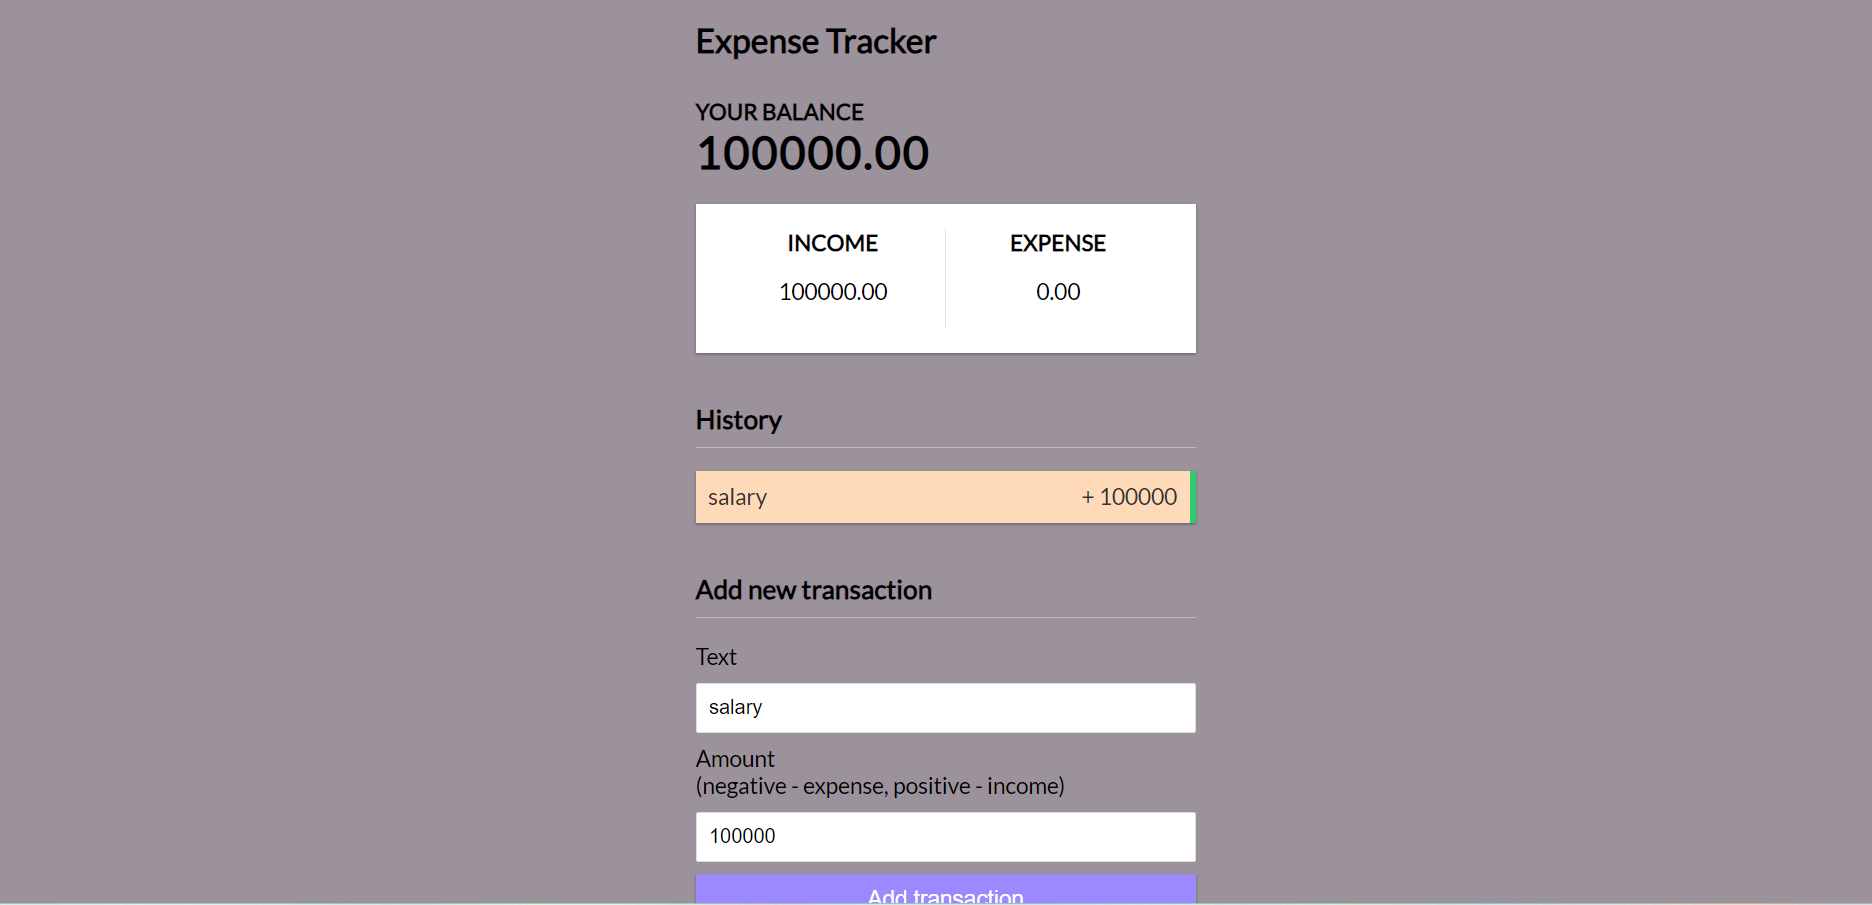 Expense Tracker
YOUR BALANCE
100000.00
INCOME
EXPENSE
100000.00
0.00
History
salary
+ 100000
Add new transaction
Text
salary
Amount
(negative - expense, positive - income)
100000
Add transaction